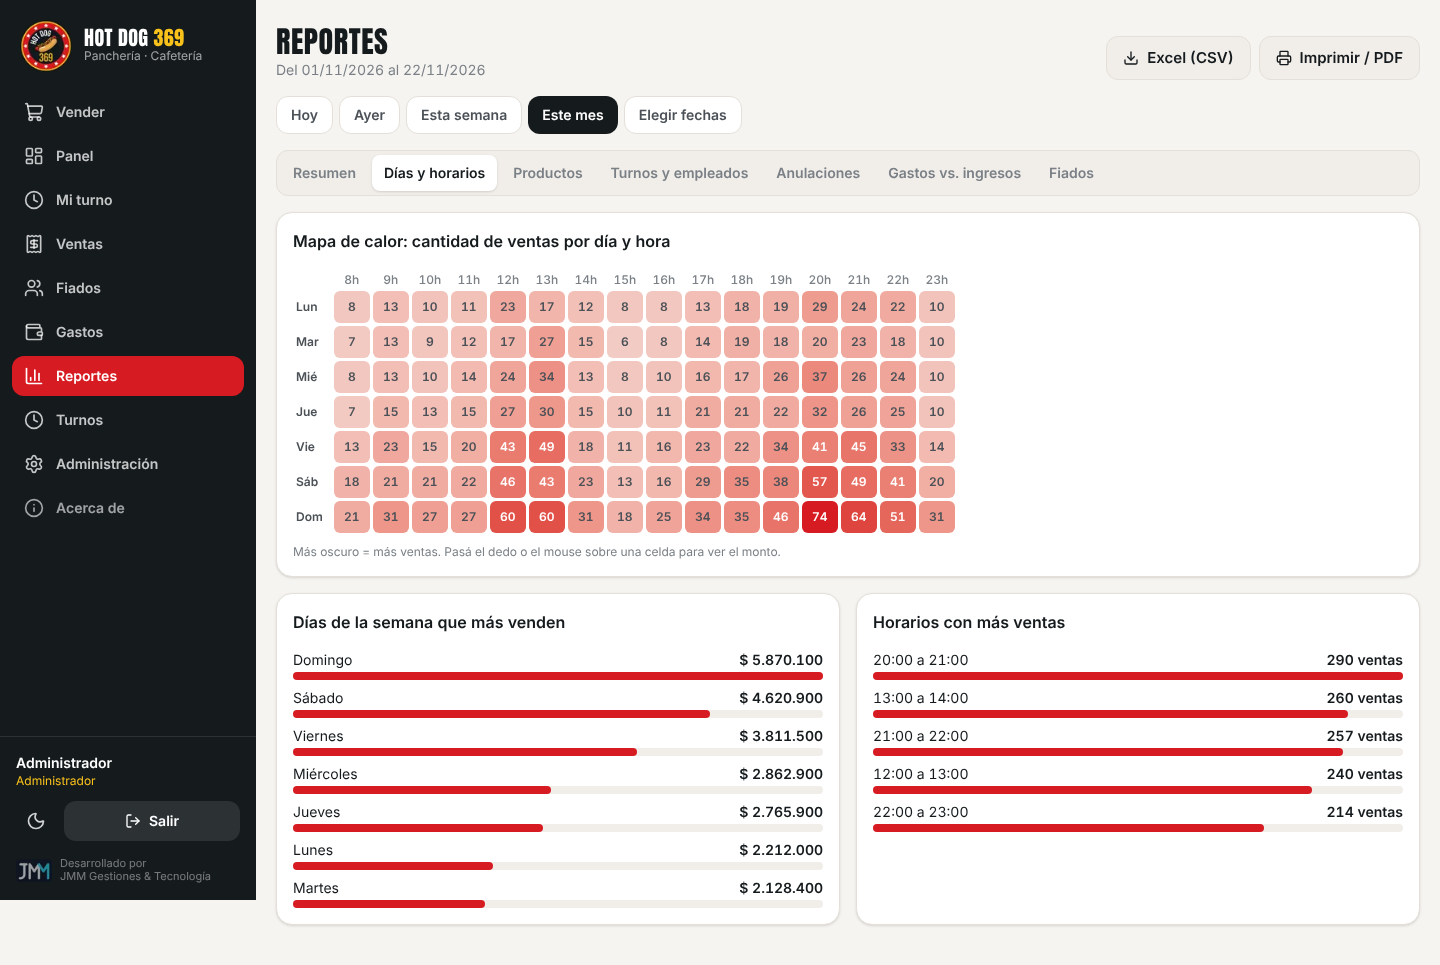 HOT DOG
369
HOT DOG 369
Panchería · Cafetería
Vender
Panel
Mi turno
Ventas
Fiados
Gastos
Reportes
Turnos
Administración
Acerca de
Administrador
Administrador
Salir
JMM
Desarrollado por
JMM Gestiones & Tecnología
REPORTES
Del 01/11/2026 al 22/11/2026
Excel (CSV)
Imprimir / PDF
Hoy Ayer Esta semana Este mes Elegir fechas
Resumen Días y horarios Productos Turnos y empleados Anulaciones Gastos vs. ingresos Fiados
Mapa de calor: cantidad de ventas por día y hora
8h 9h 10h 11h 12h 13h 14h 15h 16h 17h 18h 19h 20h 21h 22h 23h
Lun 8 13 10 11 23 17 12 8 8 13 18 19 29 24 22 10
Mar 7 13 9 12 17 27 15 6 8 14 19 18 20 23 18 10
Mié 8 13 10 14 24 34 13 8 10 16 17 26 37 26 24 10
Jue 7 15 13 15 27 30 15 10 11 21 21 22 32 26 25 10
Vie 13 23 15 20 43 49 18 11 16 23 22 34 41 45 33 14
Sáb 18 21 21 22 46 43 23 13 16 29 35 38 57 49 41 20
Dom 21 31 27 27 60 60 31 18 25 34 35 46 74 64 51 31
Más oscuro = más ventas. Pasá el dedo o el mouse sobre una celda para ver el monto.
Días de la semana que más venden
Domingo $ 5.870.100
Sábado $ 4.620.900
Viernes $ 3.811.500
Miércoles $ 2.862.900
Jueves $ 2.765.900
Lunes $ 2.212.000
Martes $ 2.128.400
Horarios con más ventas
20:00 a 21:00 290 ventas
13:00 a 14:00 260 ventas
21:00 a 22:00 257 ventas
12:00 a 13:00 240 ventas
22:00 a 23:00 214 ventas